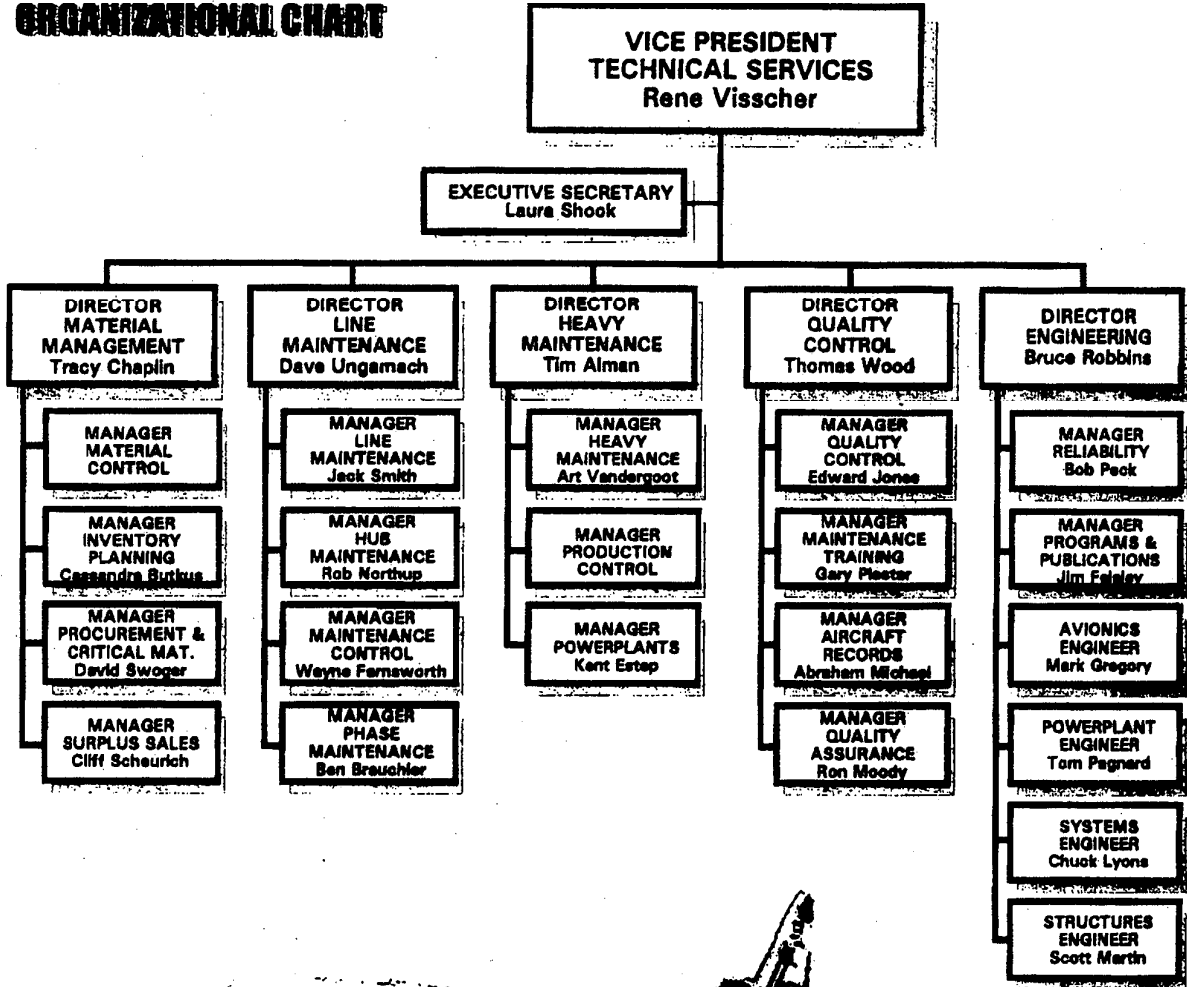 ORGANIZATIONAL CHART
VICE PRESIDENT
TECHNICAL SERVICES
Rene Visscher
EXECUTIVE SECRETARY
Laura Shook
DIRECTOR
MATERIAL
MANAGEMENT
Tracy Chaplin
MANAGER
MATERIAL
CONTROL
MANAGER
INVENTORY
PLANNING
Cassandra Butkus
MANAGER
PROCUREMENT &
CRITICAL MAT.
David Swoger
MANAGER
SURPLUS SALES
Cliff Scheurich
DIRECTOR
LINE
MAINTENANCE
Dave Ungemach
MANAGER
LINE
MAINTENANCE
Jack Smith
MANAGER
HUB
MAINTENANCE
Rob Northup
MANAGER
MAINTENANCE
CONTROL
Wayne Farnsworth
MANAGER
PHASE
MAINTENANCE
Ben Brauchler
DIRECTOR
HEAVY
MAINTENANCE
Tim Alman
MANAGER
HEAVY
MAINTENANCE
Art Vandergoot
MANAGER
PRODUCTION
CONTROL
MANAGER
POWERPLANTS
Kent Estep
DIRECTOR
QUALITY
CONTROL
Thomas Wood
MANAGER
QUALITY
CONTROL
Edward Jones
MANAGER
MAINTENANCE
TRAINING
Gary
MANAGER
AIRCRAFT
RECORDS
Abraham Michael
MANAGER
QUALITY
ASSURANCE
Ron Moody
DIRECTOR
ENGINEERING
Bruce Robbins
MANAGER
RELIABILITY
Bob Peck
MANAGER
PROGRAMS &
PUBLICATIONS
Jim
AVIONICS
ENGINEER
Mark Gregory
POWERPLANT
ENGINEER
Tom Pagnard
SYSTEMS
ENGINEER
Chuck Lyons
STRUCTURES
ENGINEER
Scott Martin